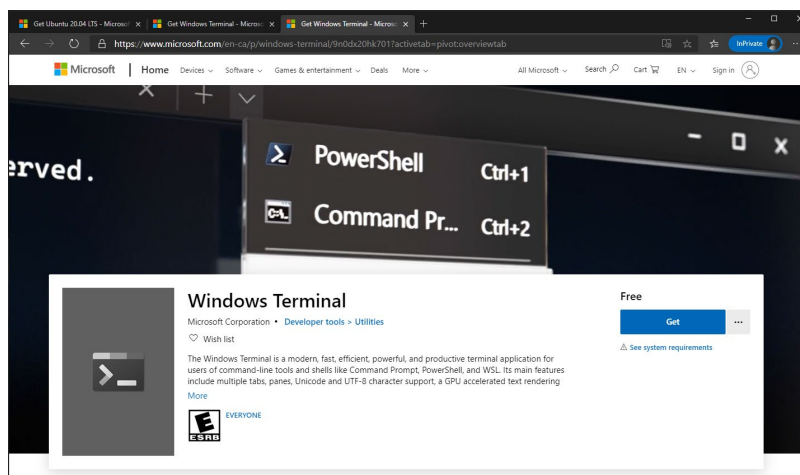 Get Ubuntu 20.04 LTS - Microsof
Get Windows Terminal - Microso
Get Windows Terminal - Microso
https://www.microsoft.com/en-ca/p/windows-terminal/9n0dx20hk701?activetab=pivot:overviewtab
InPrivate
Microsoft
Home
Devices
Software
Games & entertainment
Deals
More
All Microsoft
Search
Cart
EN
Sign in
erved.
PowerShell Ctrl+1
Command Pr... Ctrl+2
Windows Terminal
Microsoft Corporation • Developer tools > Utilities
Wish list
The Windows Terminal is a modern, fast, efficient, powerful, and productive terminal application for
users of command-line tools and shells like Command Prompt, PowerShell, and WSL. Its main features
include multiple tabs, panes, Unicode and UTF-8 character support, a GPU accelerated text rendering
More
E
ESRB
EVERYONE
Free
Get
...
See system requirements